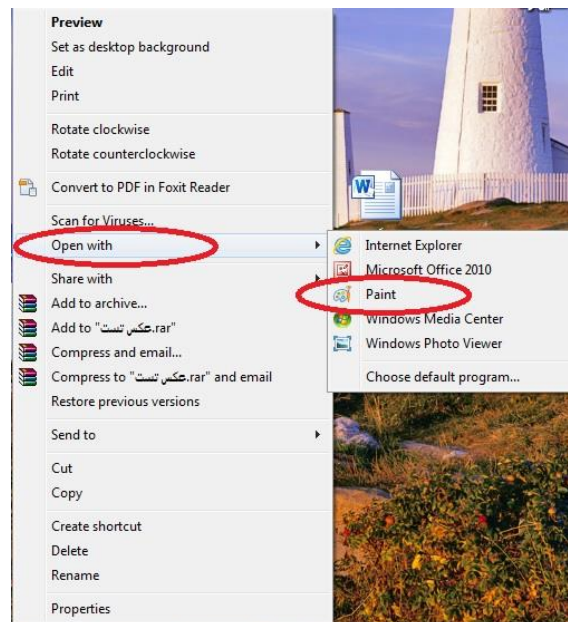 Preview
Set as desktop background
Edit
Print
Rotate clockwise
Rotate counterclockwise
Convert to PDF in Foxit Reader
Scan for Viruses...
Open with
Share with
Add to archive...
Add to "عکس تست.rar"
Compress and email...
Compress to "عکس تست.rar" and email
Restore previous versions
Send to
Cut
Copy
Create shortcut
Delete
Rename
Properties
Internet Explorer
Microsoft Office 2010
Paint
Windows Media Center
Windows Photo Viewer
Choose default program...